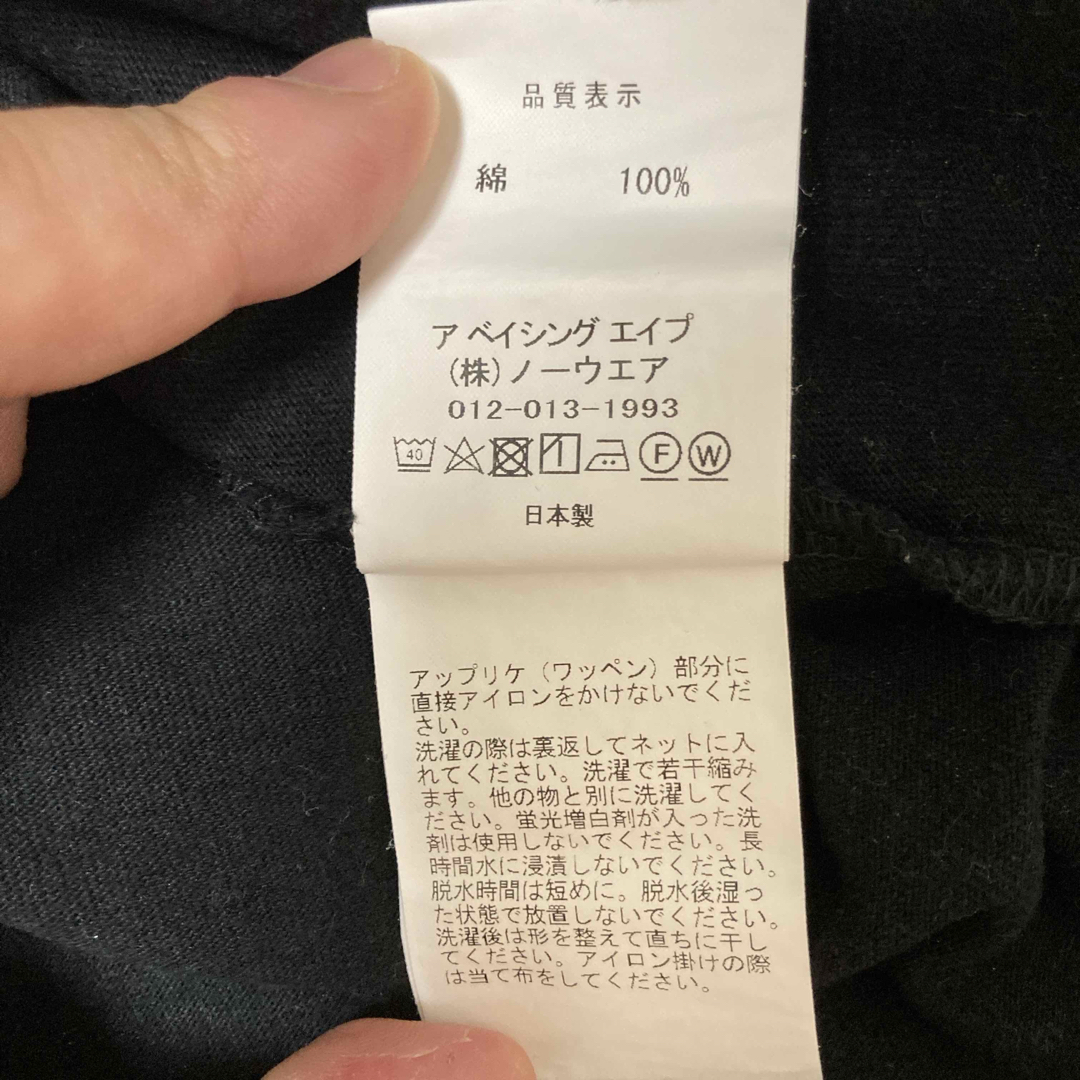 品質表示
綿 100%
ア ベイシング エイプ
(株)ノーウエア
012-013-1993
40 F W
日本製
アップリケ（ワッペン）部分に
直接アイロンをかけないでくだ
さい。
洗濯の際は裏返してネットに入
れてください。洗濯で若干縮み
ます。他の物と別に洗濯してく
ださい。蛍光増白剤が入った洗
剤は使用しないでください。長
時間水に浸漬しないでください。
脱水時間は短めに。脱水後湿っ
た状態で放置しないでください。
洗濯後は形を整えて直ちに干し
てください。アイロン掛けの際
は当て布をしてください。